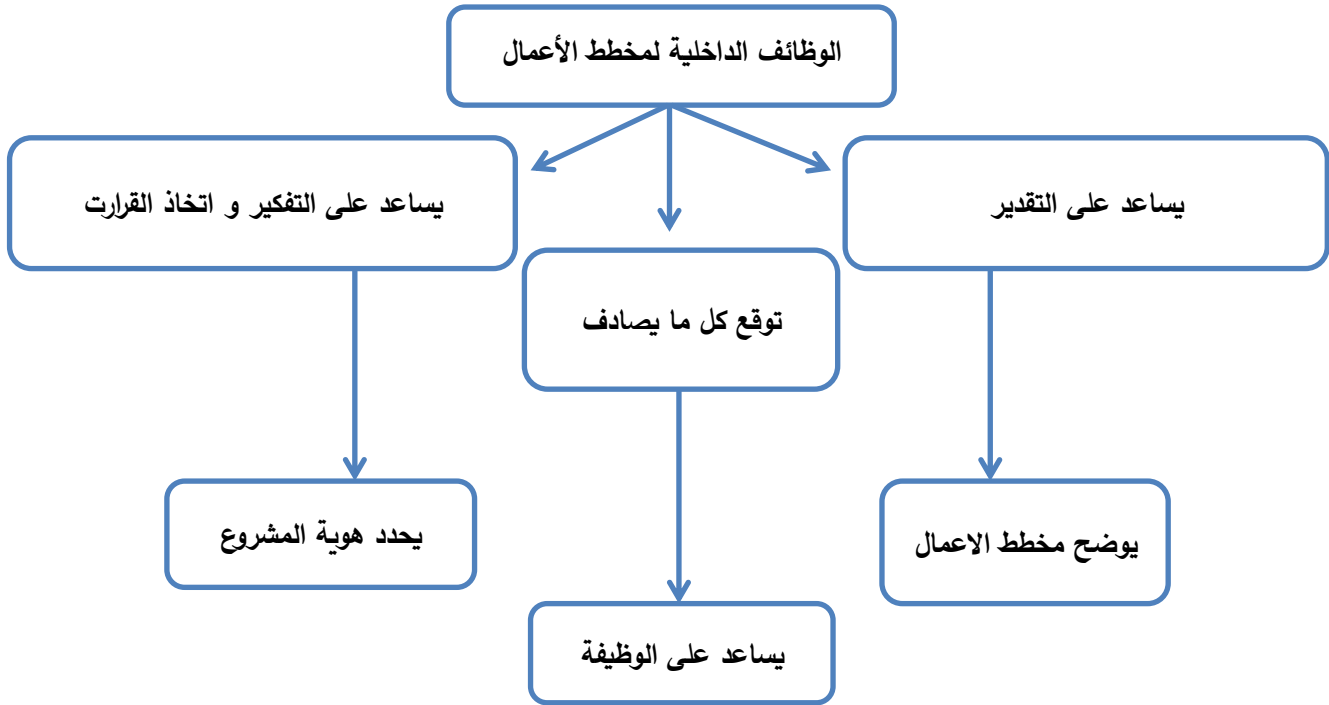 الوظائف الداخلية لمخطط الأعمال
يساعد على التقدير
يساعد على التفكير و اتخاذ القرارت
توقع كل ما يصادف
يوضح مخطط الاعمال
يحدد هوية المشروع
يساعد على الوظيفة